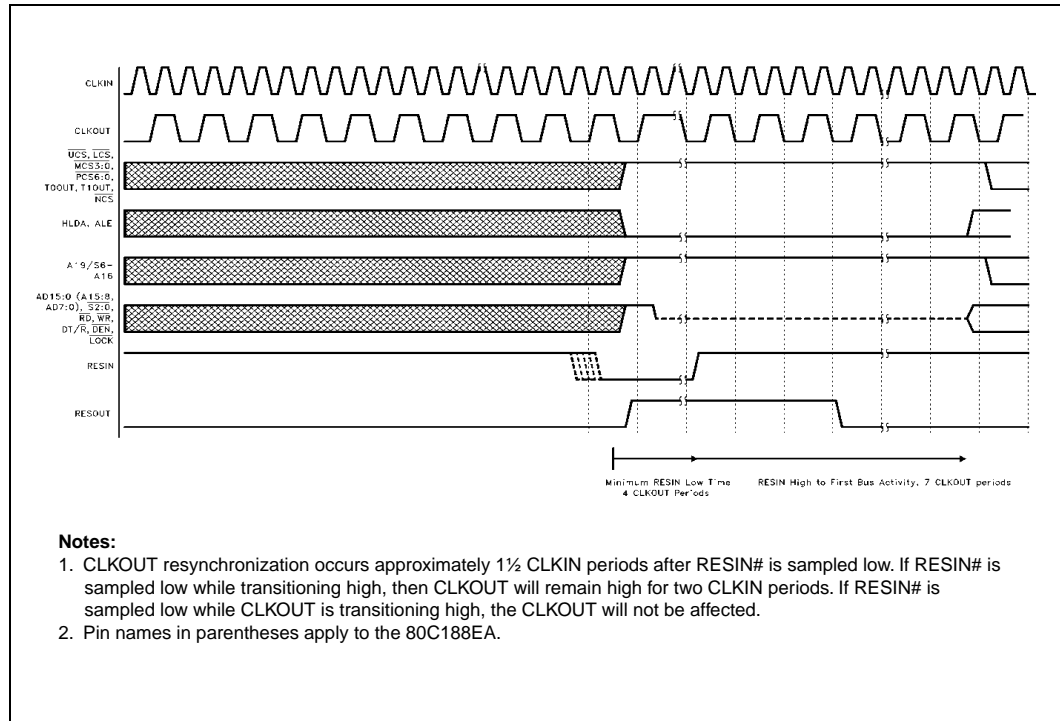 CLKIN
CLKOUT
UCS, LCS,
MCS3:0,
PCS6:0,
T0OUT, T1OUT,
NCS
HLDA, ALE
A19/S6-
A16
AD15:0 (A15:8,
AD7:0), S2:0,
RD, WR,
DT/R, DEN,
LOCK
RESIN
RESOUT
Minimum RESIN Low Time
4 CLKOUT Periods
RESIN High to First Bus Activity, 7 CLKOUT periods
Notes:
1. CLKOUT resynchronization occurs approximately 1½ CLKIN periods after RESIN# is sampled low. If RESIN# is
sampled low while transitioning high, then CLKOUT will remain high for two CLKIN periods. If RESIN# is
sampled low while CLKOUT is transitioning high, the CLKOUT will not be affected.
2. Pin names in parentheses apply to the 80C188EA.